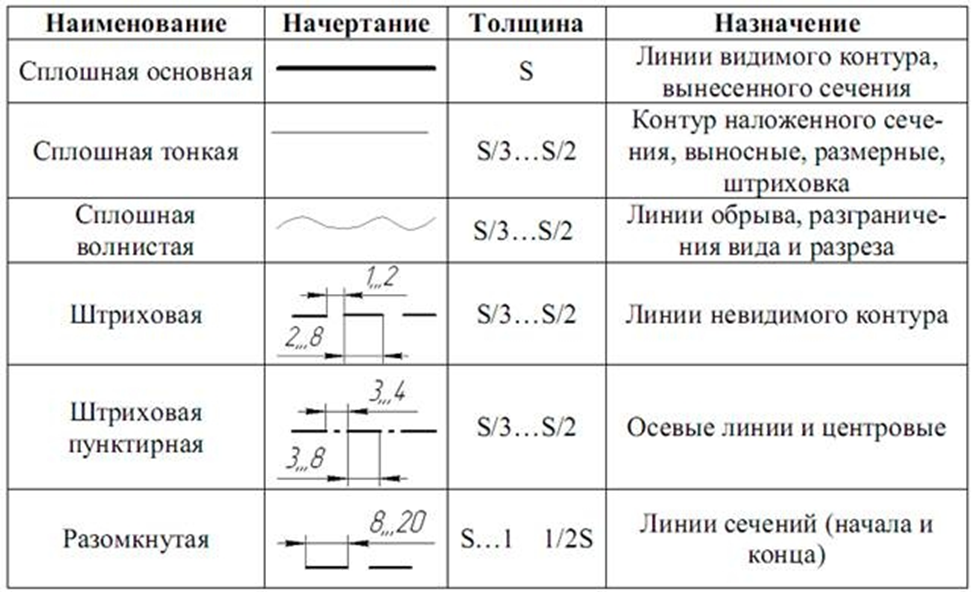 Наименование Начертание Толщина Назначение
Сплошная основная S Линии видимого контура,
вынесенного сечения
Сплошная тонкая S/3...S/2 Контур наложенного сече-
ния, выносные, размерные,
штриховка
Сплошная
волнистая S/3...S/2 Линии обрыва, разграниче-
ния вида и разреза
Штриховая 1,,,2
2,,,8 S/3...S/2 Линии невидимого контура
Штриховая
пунктирная 3,,,4
3,,,8 S/3...S/2 Осевые линии и центровые
Разомкнутая 8,,,20 S...1 1/2S Линии сечений (начала и
конца)